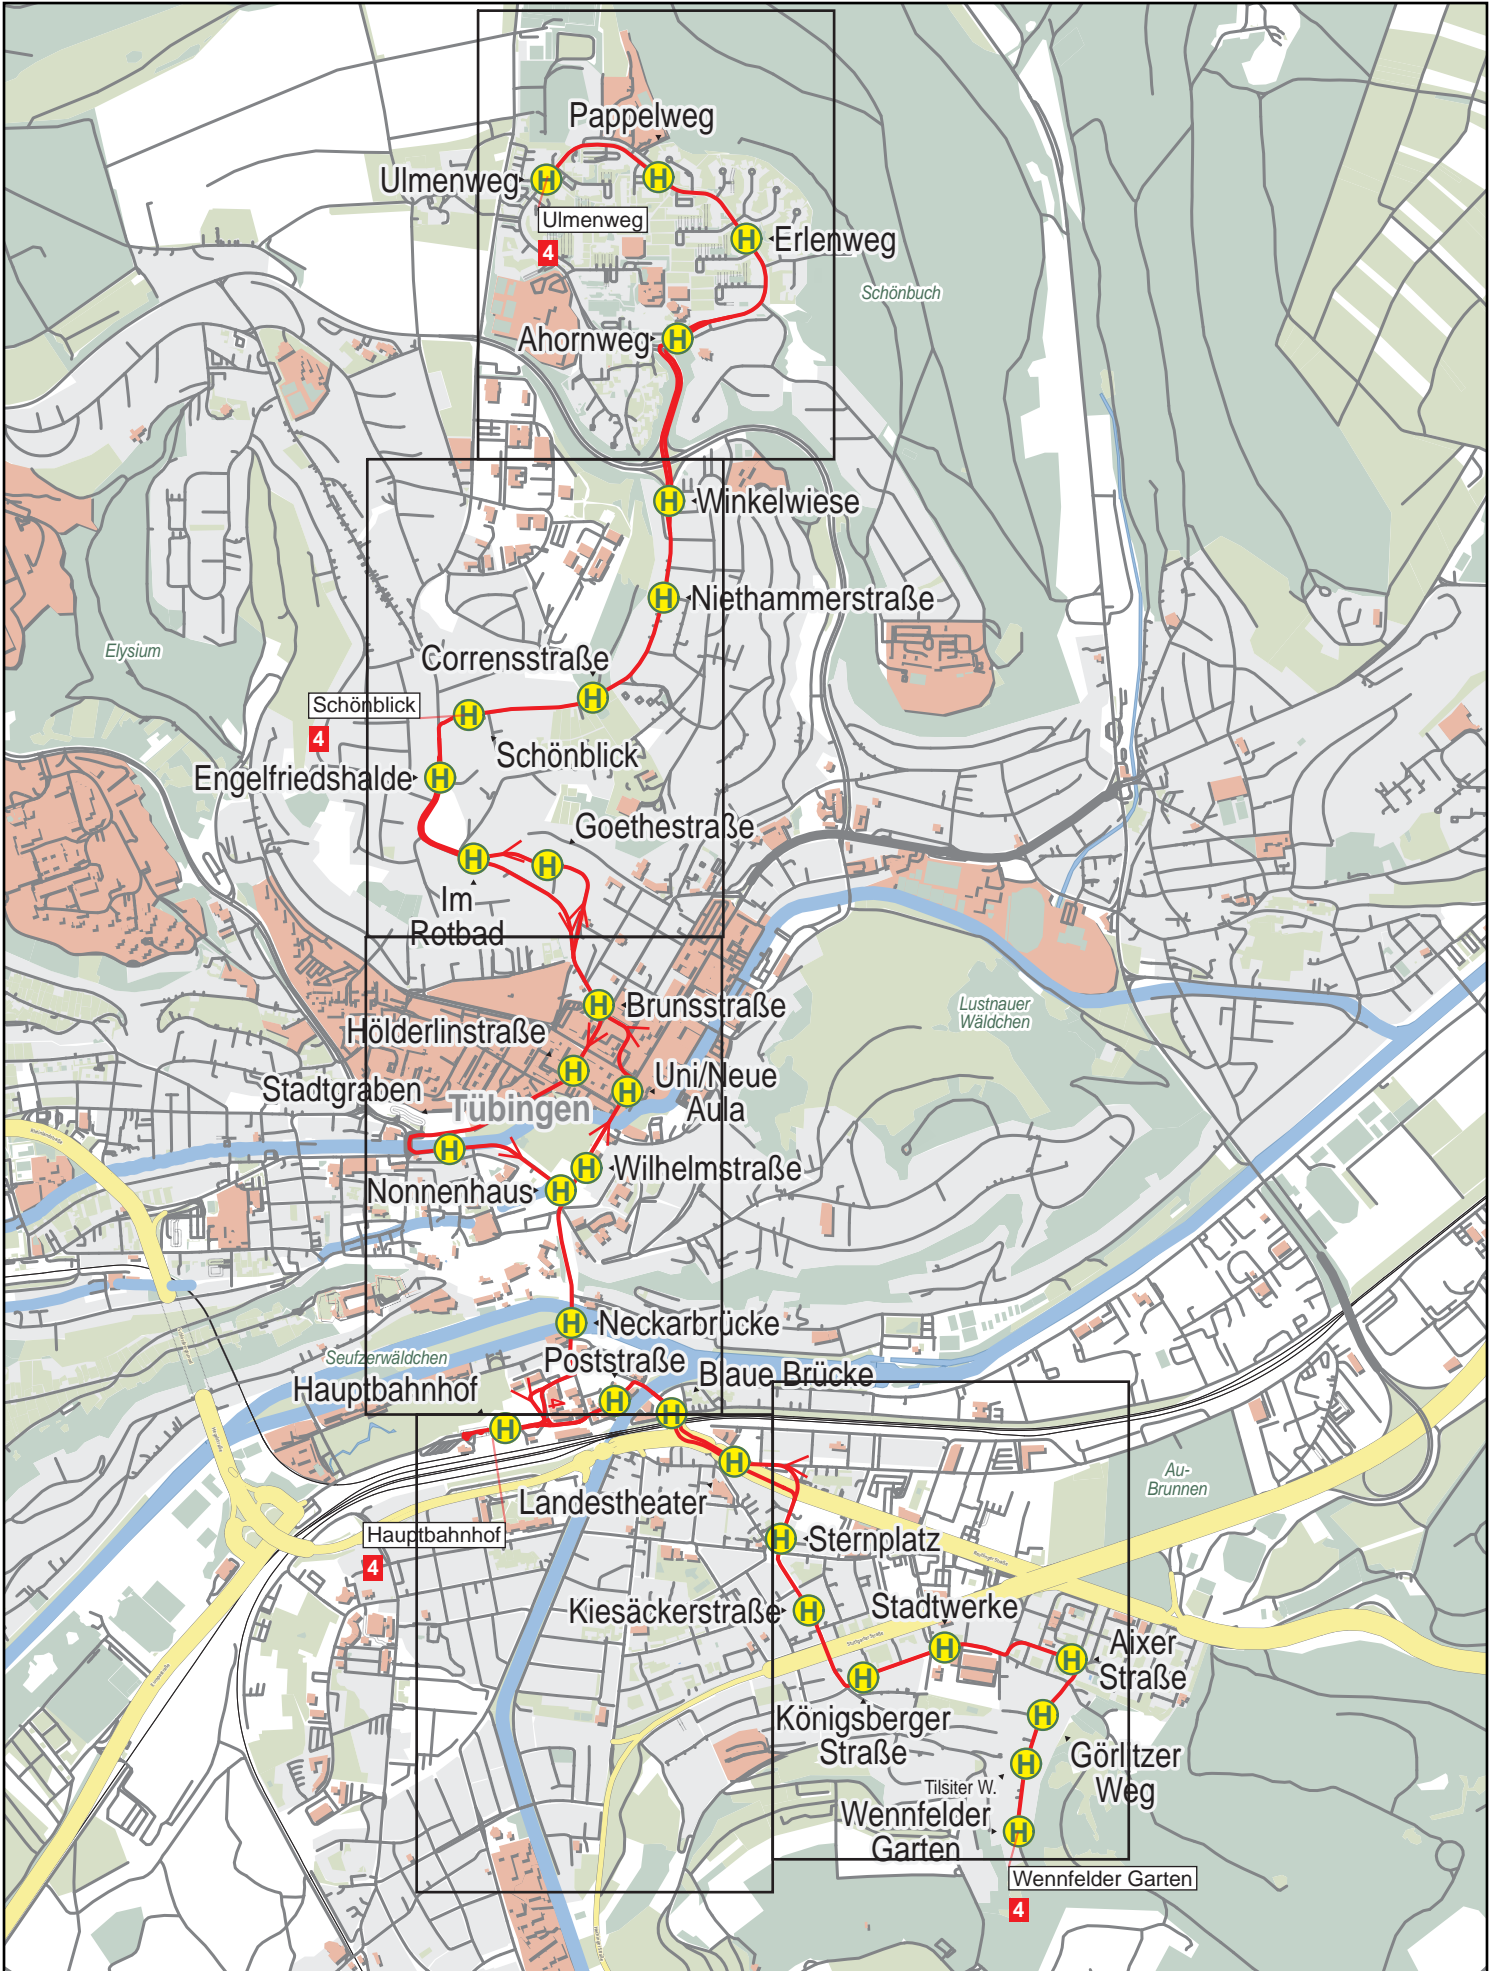 Pappelweg
Ulmenweg
Ulmenweg
4
Erlenweg
Schönbuch
Ahornweg
Winkelwiese
Niethammerstraße
Elysium
Corrensstraße
Schönblick
4
Schönblick
Engelfriedshalde
Goethestraße
Im
Rotbad
Brunsstraße
Lustnauer
Wäldchen
Hölderlinstraße
Uni/Neue
Aula
Stadtgraben
Tübingen
Wilhelmstraße
Nonnenhaus
Neckarbrücke
Seufzerwäldchen
Poststraße
Blaue Brücke
Hauptbahnhof
4
Au-
Brunnen
Landestheater
Hauptbahnhof
4
Sternplatz
Kiesäckerstraße
Stadtwerke
Aixer
Straße
Königsberger
Straße
Görlitzer
Weg
Tilsiter W.
Wennfelder
Garten
Wennfelder Garten
4